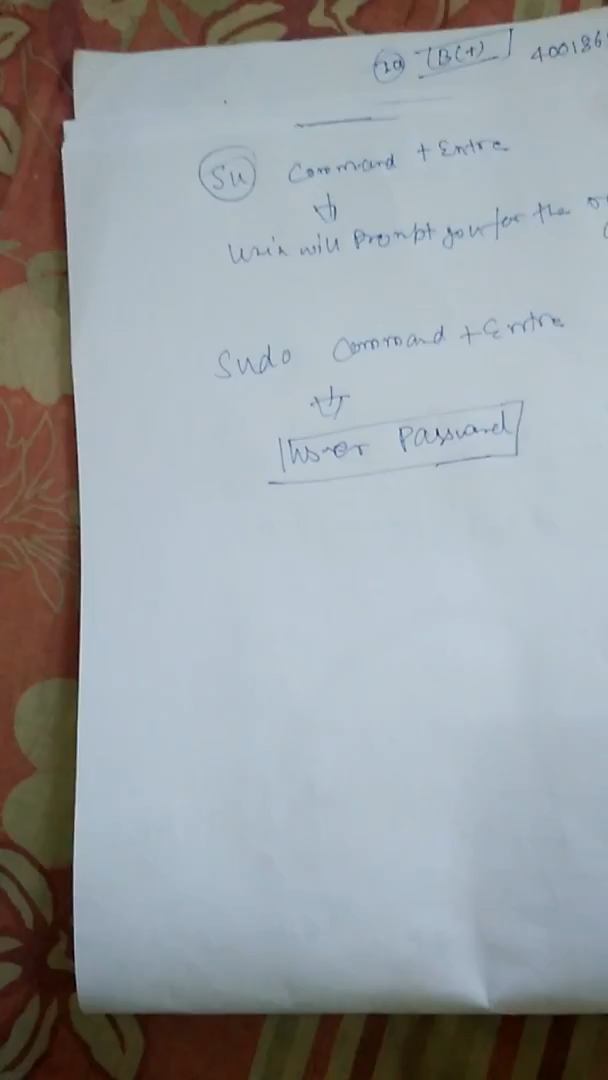 20 [B(+)] 400186
Su Command + Entre
Unix will Prompt you for the
Sudo Command + Entre
User Password